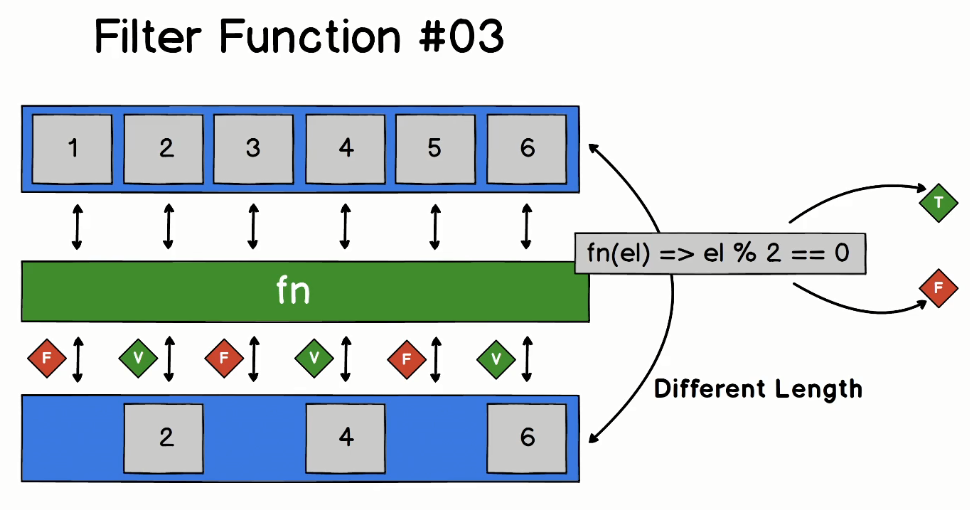 Filter Function #03
1 2 3 4 5 6
T
fn(el) => el % 2 == 0
fn
F
F V F V F V
Different Length
2 4 6